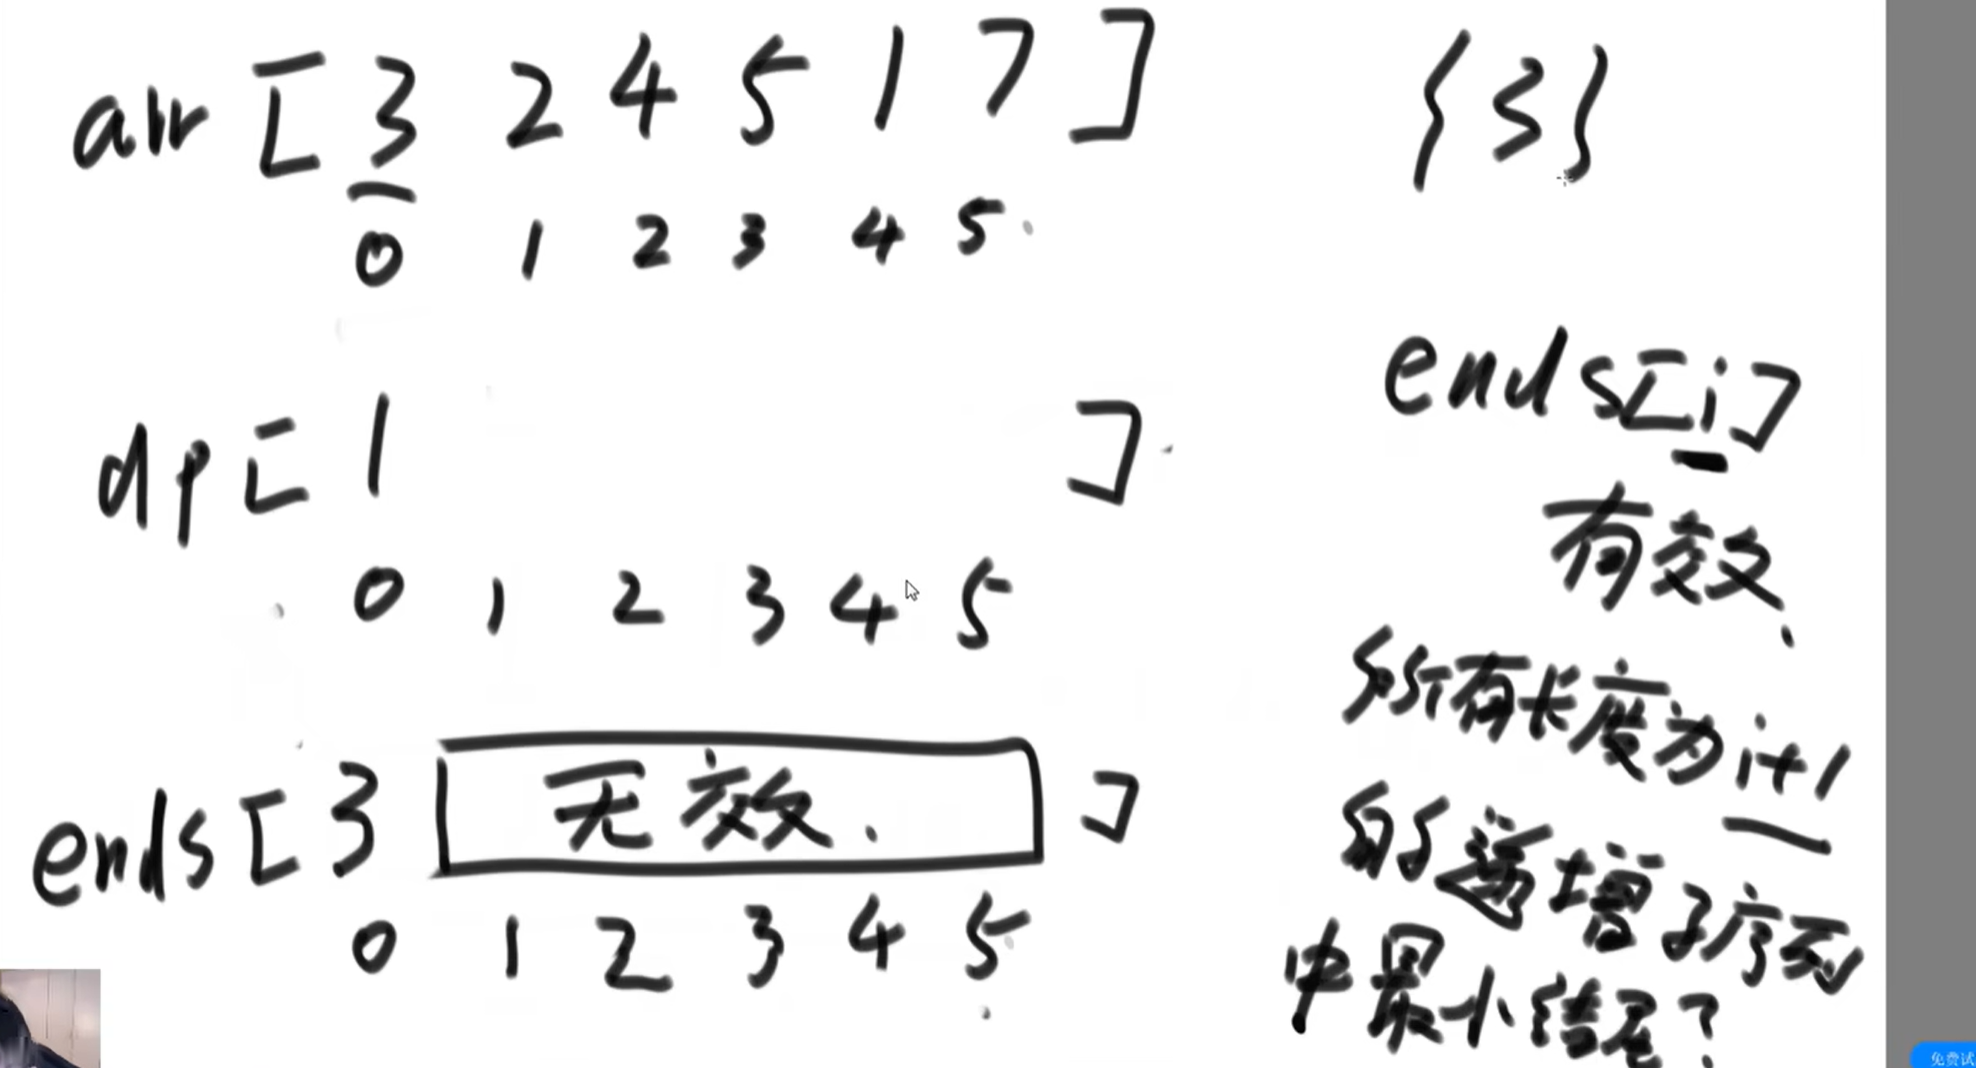 arr [ 3 2 4 5 1 7 ]
0 1 2 3 4 5
{ 3 }
dp [ 1 ]
0 1 2 3 4 5
ends [ 3 无效. ]
0 1 2 3 4 5
ends[i]
有效.
所有长度为i+1
的递增子序列
中最小结尾?
免费试